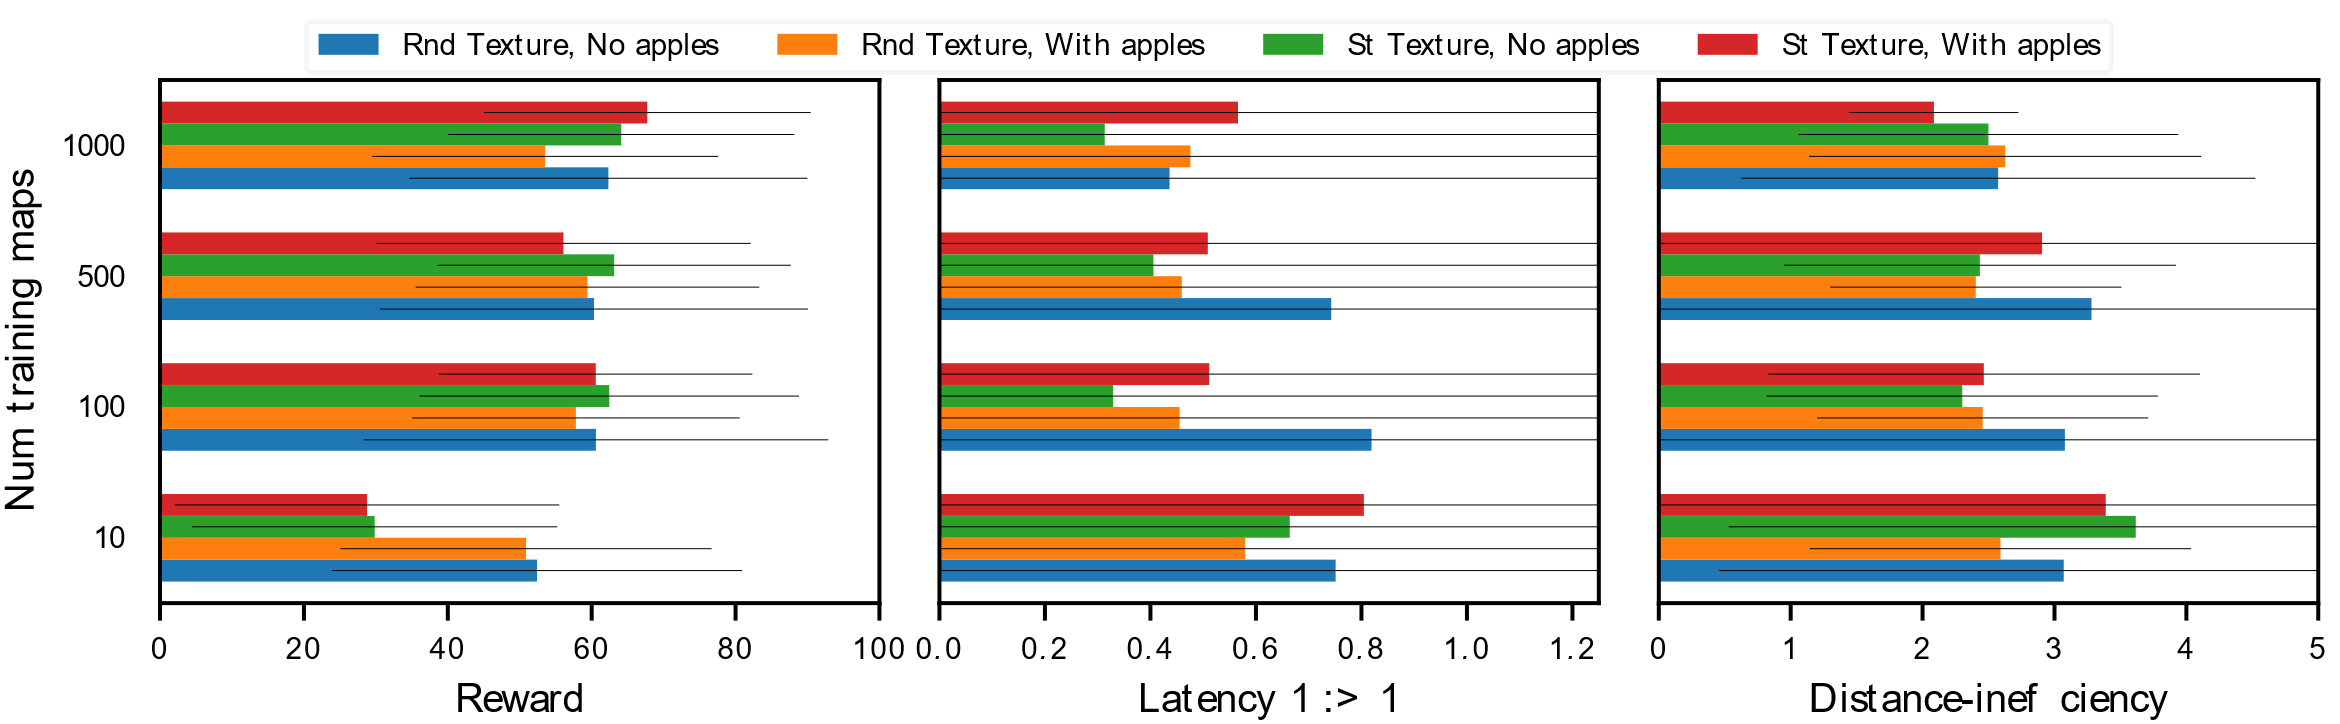 Rnd Texture, No apples Rnd Texture, With apples St Texture, No apples St Texture, With apples
Num training maps
1000
500
100
10
0 20 40 60 80 100
0.0 0.2 0.4 0.6 0.8 1.0 1.2
0 1 2 3 4 5
Reward
Latency 1 :> 1
Distance-inef ciency